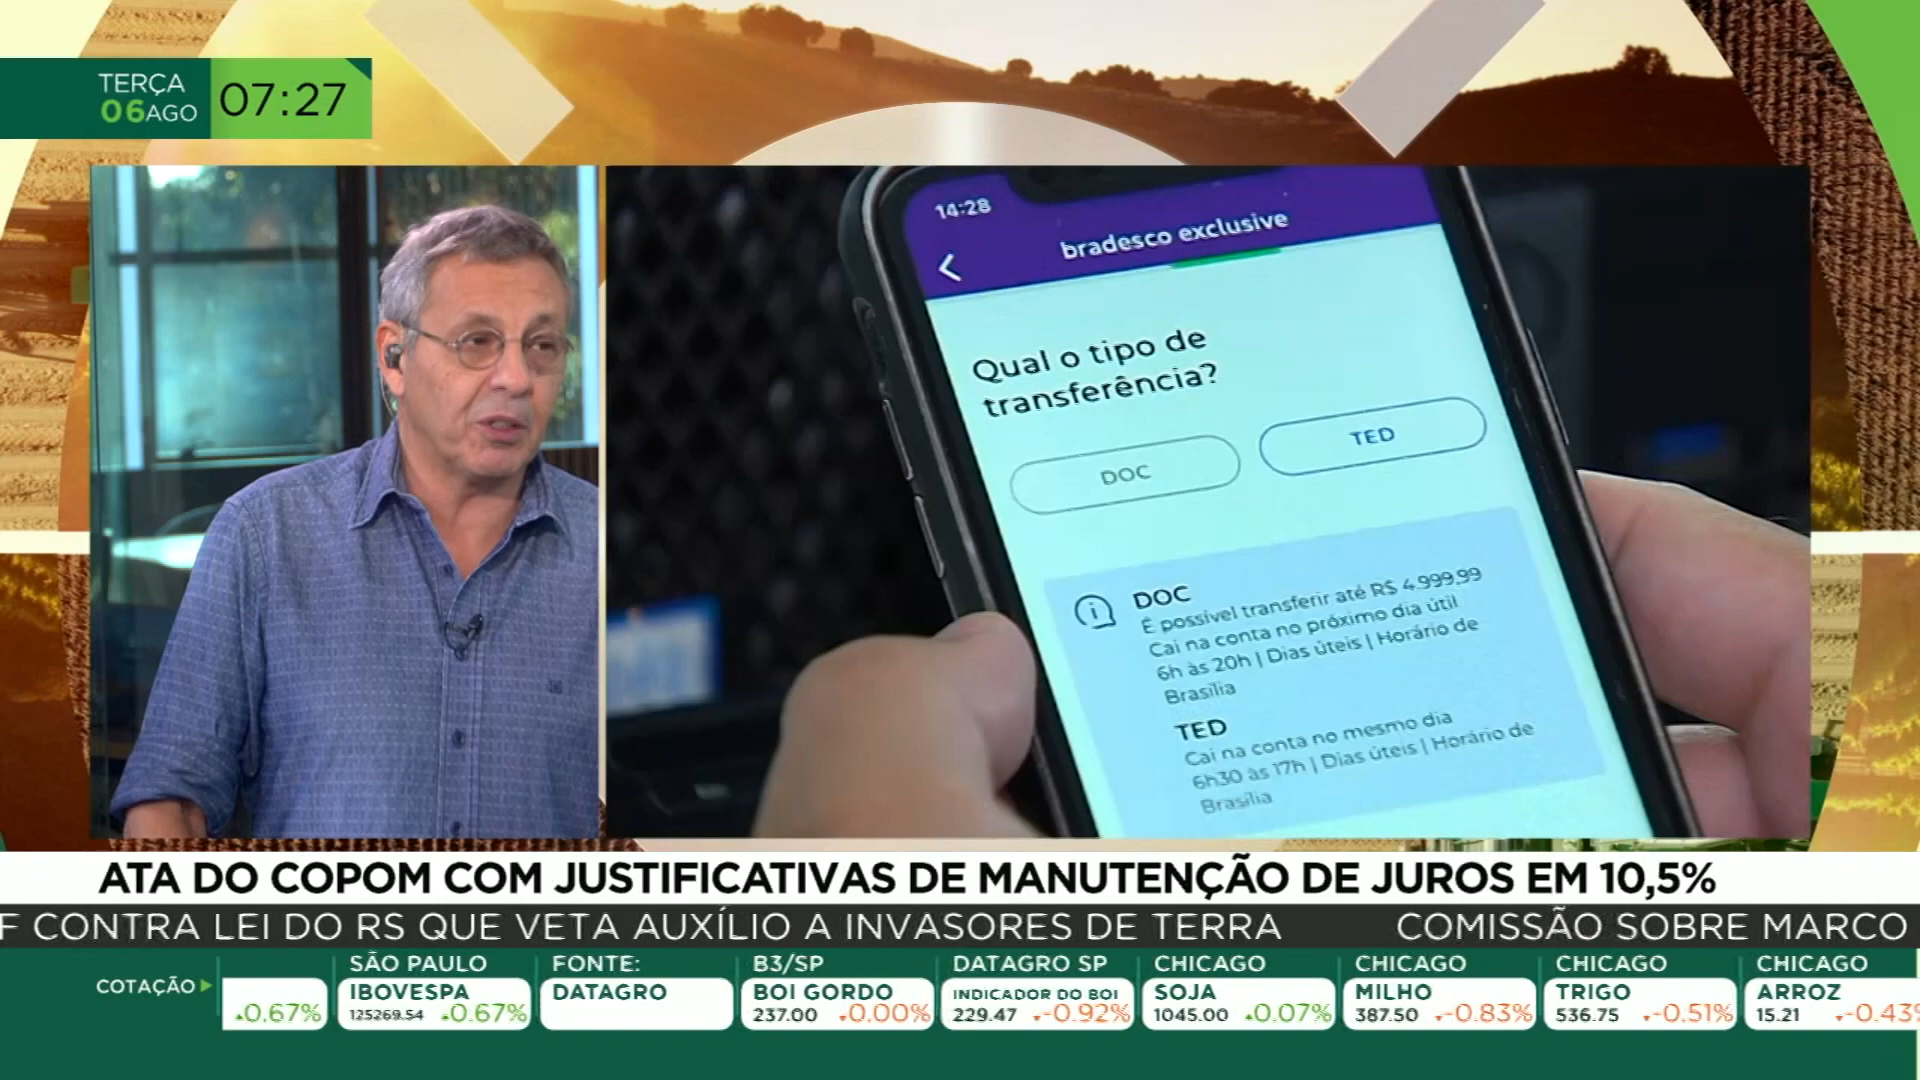 TERÇA
06AGO
07:27
14:28
bradesco exclusive
Qual o tipo de
transferência?
DOC
TED
DOC
É possível transferir até R$ 4.999,99
Cai na conta no próximo dia útil
6h às 20h | Dias úteis | Horário de
Brasília
TED
Cai na conta no mesmo dia
6h30 às 17h | Dias úteis | Horário de
Brasília
ATA DO COPOM COM JUSTIFICATIVAS DE MANUTENÇÃO DE JUROS EM 10,5%
F CONTRA LEI DO RS QUE VETA AUXÍLIO A INVASORES DE TERRA COMISSÃO SOBRE MARCO
COTAÇÃO
0.67%
SÃO PAULO
IBOVESPA
125269.54 0.67%
FONTE:
DATAGRO
B3/SP
BOI GORDO
237.00 0.00%
DATAGRO SP
INDICADOR DO BOI
229.47 -0.92%
CHICAGO
SOJA
1045.00 0.07%
CHICAGO
MILHO
387.50 -0.83%
CHICAGO
TRIGO
536.75 -0.51%
CHICAGO
ARROZ
15.21 -0.43%